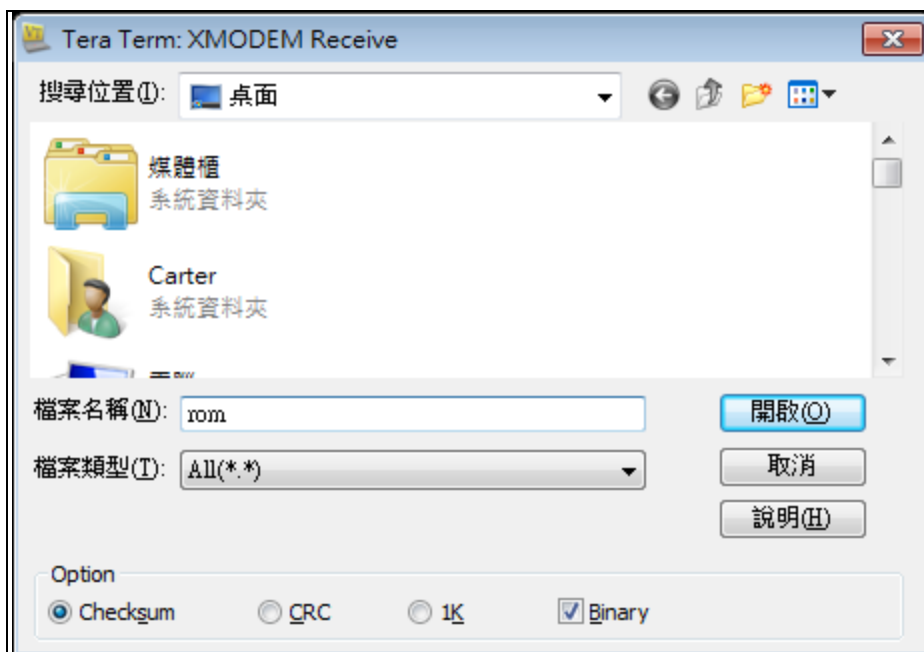 Tera Term: XMODEM Receive
搜尋位置(I): 桌面
媒體櫃
系統資料夾
Carter
系統資料夾
檔案名稱(N): rom 開啟(O)
檔案類型(T): All(*.*) 取消
說明(H)
Option
Checksum CRC 1K Binary